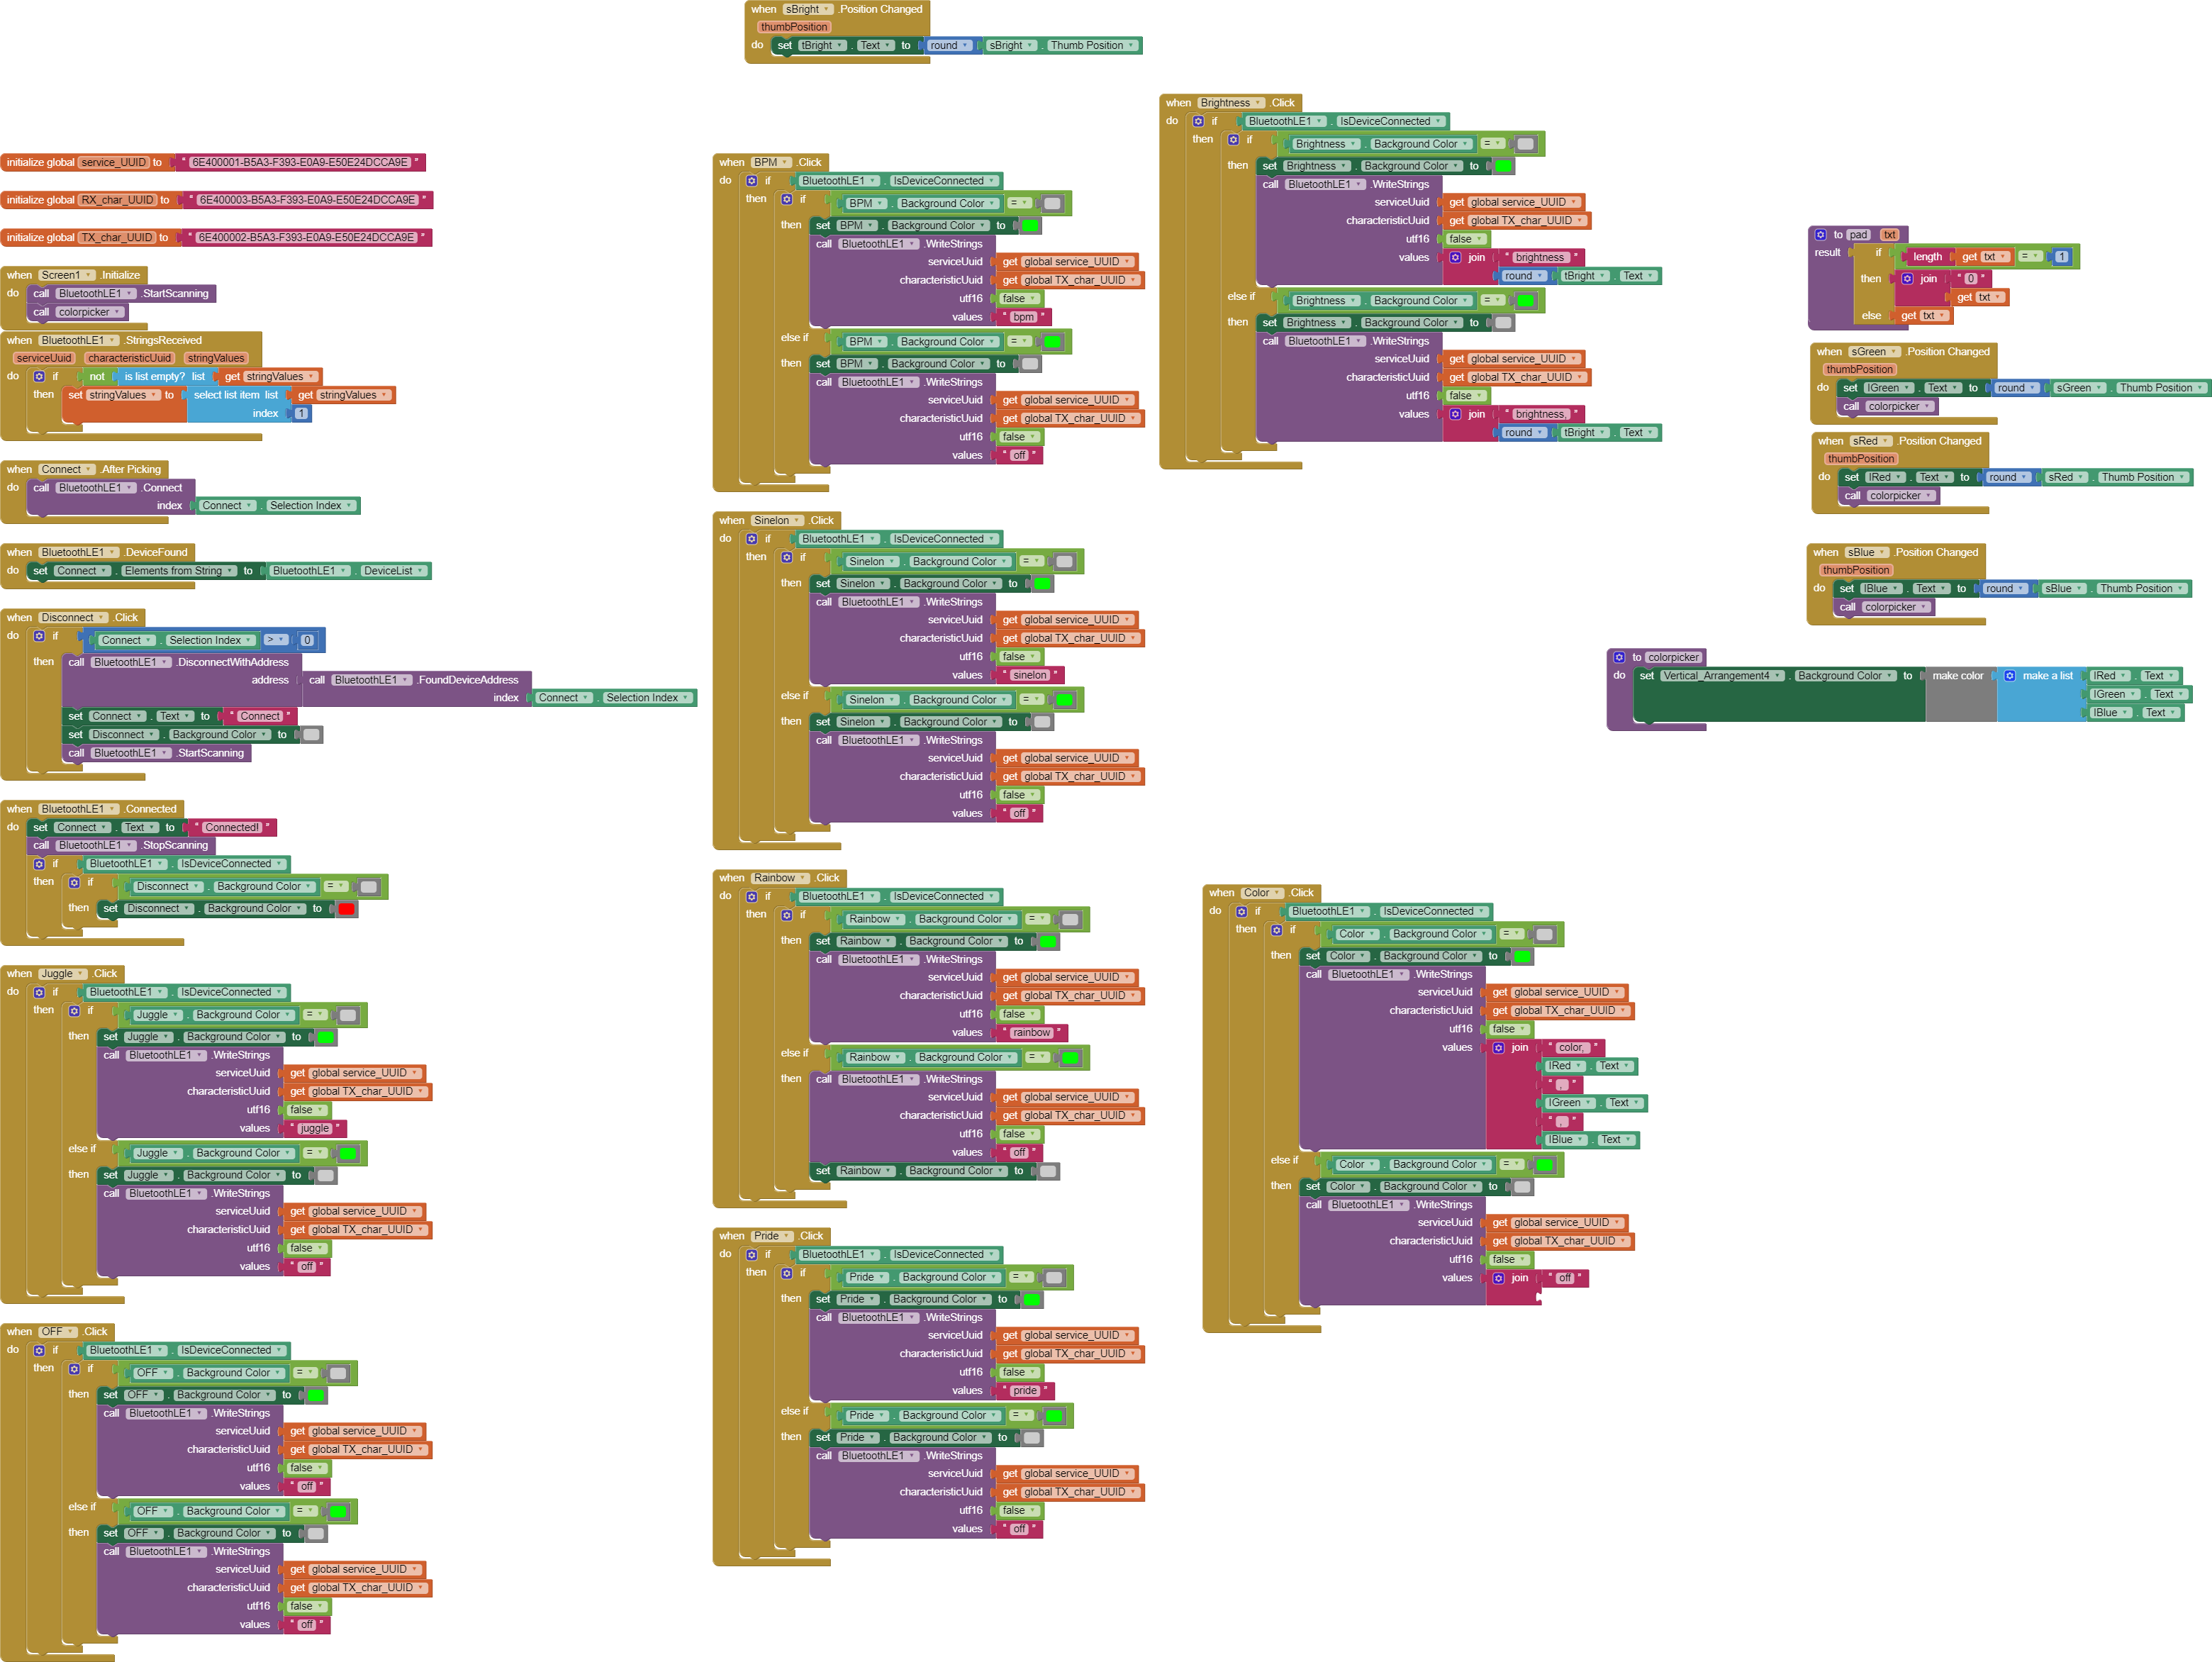 when sBright .Position Changed
thumbPosition
do set tBright . Text to round sBright . Thumb Position
initialize global service_UUID to " 6E400001-B5A3-F393-E0A9-E50E24DCCA9E "
initialize global RX_char_UUID to " 6E400003-B5A3-F393-E0A9-E50E24DCCA9E "
initialize global TX_char_UUID to " 6E400002-B5A3-F393-E0A9-E50E24DCCA9E "
when Screen1 .Initialize
do call BluetoothLE1 .StartScanning
call colorpicker
when BluetoothLE1 .StringsReceived
serviceUuid characteristicUuid stringValues
do if not is list empty? list get stringValues
then set stringValues to select list item list get stringValues
index 1
when Connect .After Picking
do call BluetoothLE1 .Connect
index Connect . Selection Index
when BluetoothLE1 .DeviceFound
do set Connect . Elements from String to BluetoothLE1 . DeviceList
when Disconnect .Click
do if Connect . Selection Index > 0
then call BluetoothLE1 .DisconnectWithAddress
address call BluetoothLE1 .FoundDeviceAddress
index Connect . Selection Index
set Connect . Text to " Connect "
set Disconnect . Background Color to
call BluetoothLE1 .StartScanning
when BluetoothLE1 .Connected
do set Connect . Text to " Connected! "
call BluetoothLE1 .StopScanning
if BluetoothLE1 . IsDeviceConnected
then if Disconnect . Background Color =
then set Disconnect . Background Color to
when Juggle .Click
do if BluetoothLE1 . IsDeviceConnected
then if Juggle . Background Color =
then set Juggle . Background Color to
call BluetoothLE1 .WriteStrings
serviceUuid get global service_UUID
characteristicUuid get global TX_char_UUID
utf16 false
values " juggle "
else if Juggle . Background Color =
then set Juggle . Background Color to
call BluetoothLE1 .WriteStrings
serviceUuid get global service_UUID
characteristicUuid get global TX_char_UUID
utf16 false
values " off "
when OFF .Click
do if BluetoothLE1 . IsDeviceConnected
then if OFF . Background Color =
then set OFF . Background Color to
call BluetoothLE1 .WriteStrings
serviceUuid get global service_UUID
characteristicUuid get global TX_char_UUID
utf16 false
values " off "
else if OFF . Background Color =
then set OFF . Background Color to
call BluetoothLE1 .WriteStrings
serviceUuid get global service_UUID
characteristicUuid get global TX_char_UUID
utf16 false
values " off "
when BPM .Click
do if BluetoothLE1 . IsDeviceConnected
then if BPM . Background Color =
then set BPM . Background Color to
call BluetoothLE1 .WriteStrings
serviceUuid get global service_UUID
characteristicUuid get global TX_char_UUID
utf16 false
values " bpm "
else if BPM . Background Color =
then set BPM . Background Color to
call BluetoothLE1 .WriteStrings
serviceUuid get global service_UUID
characteristicUuid get global TX_char_UUID
utf16 false
values " off "
when Sinelon .Click
do if BluetoothLE1 . IsDeviceConnected
then if Sinelon . Background Color =
then set Sinelon . Background Color to
call BluetoothLE1 .WriteStrings
serviceUuid get global service_UUID
characteristicUuid get global TX_char_UUID
utf16 false
values " sinelon "
else if Sinelon . Background Color =
then set Sinelon . Background Color to
call BluetoothLE1 .WriteStrings
serviceUuid get global service_UUID
characteristicUuid get global TX_char_UUID
utf16 false
values " off "
when Rainbow .Click
do if BluetoothLE1 . IsDeviceConnected
then if Rainbow . Background Color =
then set Rainbow . Background Color to
call BluetoothLE1 .WriteStrings
serviceUuid get global service_UUID
characteristicUuid get global TX_char_UUID
utf16 false
values " rainbow "
else if Rainbow . Background Color =
then call BluetoothLE1 .WriteStrings
serviceUuid get global service_UUID
characteristicUuid get global TX_char_UUID
utf16 false
values " off "
set Rainbow . Background Color to
when Pride .Click
do if BluetoothLE1 . IsDeviceConnected
then if Pride . Background Color =
then set Pride . Background Color to
call BluetoothLE1 .WriteStrings
serviceUuid get global service_UUID
characteristicUuid get global TX_char_UUID
utf16 false
values " pride "
else if Pride . Background Color =
then set Pride . Background Color to
call BluetoothLE1 .WriteStrings
serviceUuid get global service_UUID
characteristicUuid get global TX_char_UUID
utf16 false
values " off "
when Brightness .Click
do if BluetoothLE1 . IsDeviceConnected
then if Brightness . Background Color =
then set Brightness . Background Color to
call BluetoothLE1 .WriteStrings
serviceUuid get global service_UUID
characteristicUuid get global TX_char_UUID
utf16 false
values join " brightness "
round tBright . Text
else if Brightness . Background Color =
then set Brightness . Background Color to
call BluetoothLE1 .WriteStrings
serviceUuid get global service_UUID
characteristicUuid get global TX_char_UUID
utf16 false
values join " brightness, "
round tBright . Text
when Color .Click
do if BluetoothLE1 . IsDeviceConnected
then if Color . Background Color =
then set Color . Background Color to
call BluetoothLE1 .WriteStrings
serviceUuid get global service_UUID
characteristicUuid get global TX_char_UUID
utf16 false
values join " color, "
lRed . Text
" , "
lGreen . Text
" , "
lBlue . Text
else if Color . Background Color =
then set Color . Background Color to
call BluetoothLE1 .WriteStrings
serviceUuid get global service_UUID
characteristicUuid get global TX_char_UUID
utf16 false
values join " off "
to pad txt
result if length get txt = 1
then join " 0 "
get txt
else get txt
when sGreen .Position Changed
thumbPosition
do set lGreen . Text to round sGreen . Thumb Position
call colorpicker
when sRed .Position Changed
thumbPosition
do set lRed . Text to round sRed . Thumb Position
call colorpicker
when sBlue .Position Changed
thumbPosition
do set lBlue . Text to round sBlue . Thumb Position
call colorpicker
to colorpicker
do set Vertical_Arrangement4 . Background Color to make color make a list lRed . Text
lGreen . Text
lBlue . Text